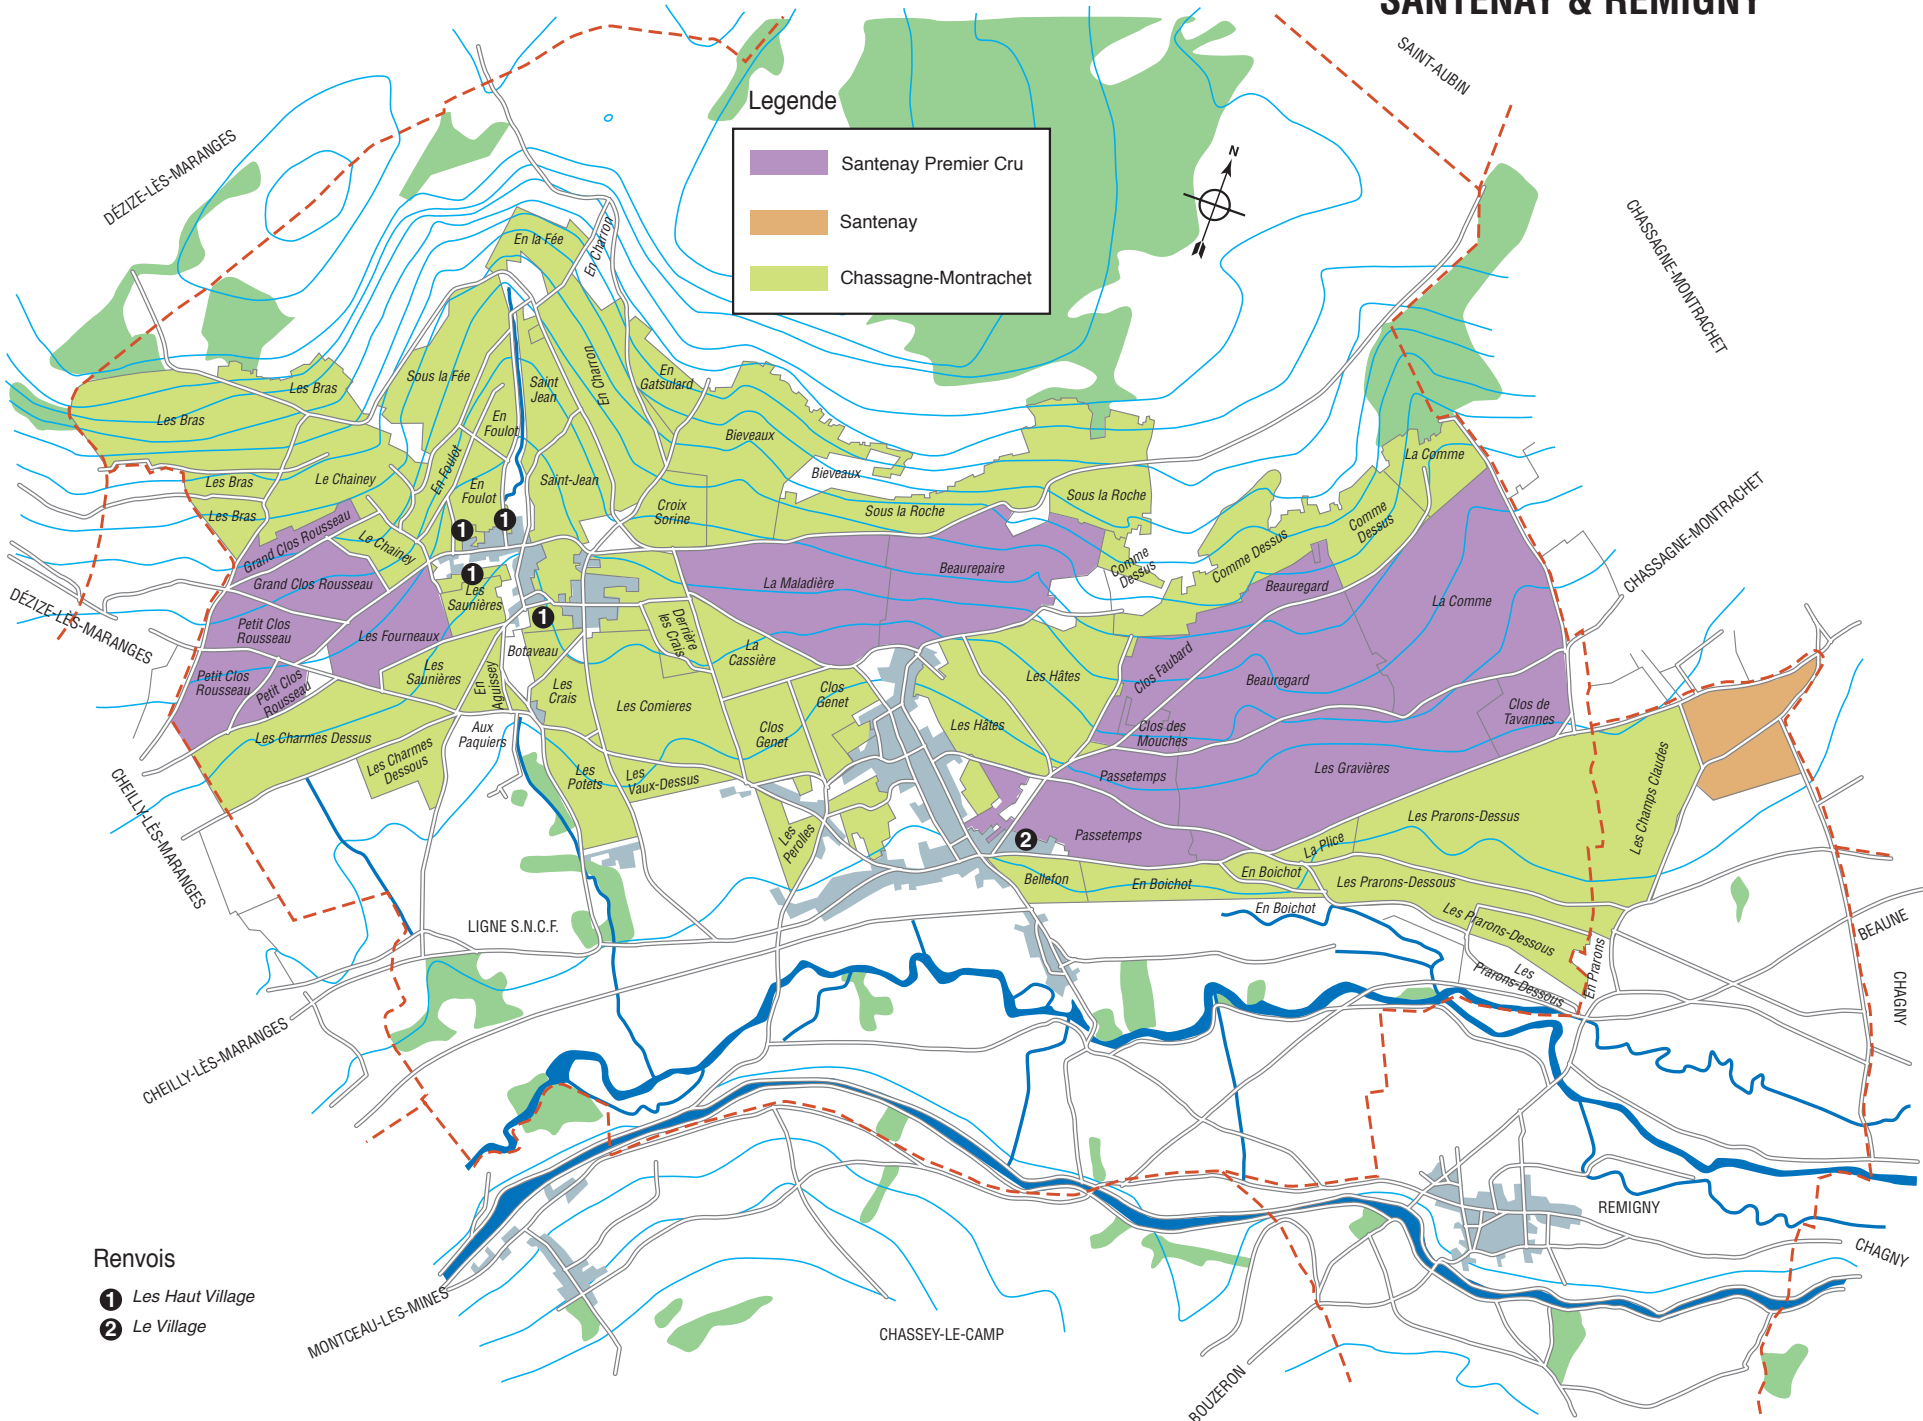 SANTENAY & REMIGNY
SAINT-AUBIN
Legende
Santenay Premier Cru
Santenay
Chassagne-Montrachet
N
DÉZIZE-LÈS-MARANGES
CHASSAGNE-MONTRACHET
En la Fée
En Charron
Les Bras
Les Bras
Sous la Fée
Saint
Jean
En Charron
En
Gatsulard
En
Foulot
Bieveaux
Bieveaux
La Comme
Les Bras
Le Chainey
En Foulot
En
Foulot
Saint-Jean
Croix
Sorine
Sous la Roche
Sous la Roche
Les Bras
Grand Clos Rousseau
Le Chainey
1
1
1
1
Comme
Dessus
Comme Dessus
Comme
Dessus
CHASSAGNE-MONTRACHET
DÉZIZE-LÈS-MARANGES
Grand Clos Rousseau
Les
Saunières
La Maladière
Beaurepaire
Beauregard
La Comme
Petit Clos
Rousseau
Les Fourneaux
Botaveau
Derrière
les Crais
La
Cassière
Les Hâtes
Clos Faubard
Beauregard
Petit Clos
Rousseau
Petit Clos
Rousseau
Les
Saunières
En
Aguissey
Les
Crais
Les Comieres
Clos
Genet
Clos
Genet
Les Hâtes
Clos des
Mouches
Clos de
Tavannes
Les Charmes Dessus
Les Charmes
Dessous
Aux
Paquiers
Les
Potets
Les
Vaux-Dessus
Les
Perolles
Passetemps
Les Gravières
Les Champs Claudes
CHEILLY-LÈS-MARANGES
2
Passetemps
La Plice
Les Prarons-Dessus
Bellefon
En Boichot
En Boichot
Les Prarons-Dessous
En Boichot
Les Prarons-Dessous
Les
Prarons-Dessous
En Prarons
LIGNE S.N.C.F.
BEAUNE
CHAGNY
CHEILLY-LÈS-MARANGES
REMIGNY
CHAGNY
Renvois
1 Les Haut Village
2 Le Village
MONTCEAU-LES-MINES
CHASSEY-LE-CAMP
BOUZERON